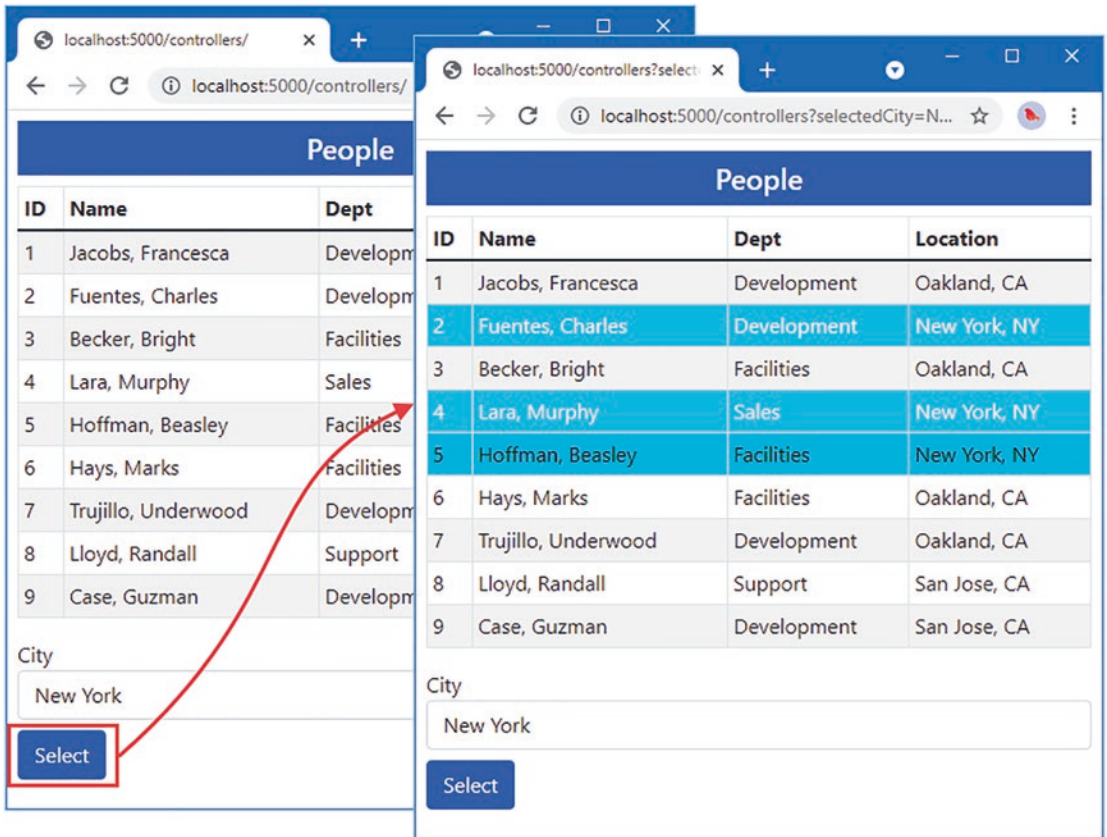 localhost:5000/controllers/
localhost:5000/controllers/
People
ID Name Dept
1 Jacobs, Francesca Developm
2 Fuentes, Charles Developm
3 Becker, Bright Facilities
4 Lara, Murphy Sales
5 Hoffman, Beasley Facilities
6 Hays, Marks Facilities
7 Trujillo, Underwood Developm
8 Lloyd, Randall Support
9 Case, Guzman Developm
City
New York
Select
localhost:5000/controllers?select
localhost:5000/controllers?selectedCity=N...
People
ID Name Dept Location
1 Jacobs, Francesca Development Oakland, CA
2 Fuentes, Charles Development New York, NY
3 Becker, Bright Facilities Oakland, CA
4 Lara, Murphy Sales New York, NY
5 Hoffman, Beasley Facilities New York, NY
6 Hays, Marks Facilities Oakland, CA
7 Trujillo, Underwood Development Oakland, CA
8 Lloyd, Randall Support San Jose, CA
9 Case, Guzman Development San Jose, CA
City
New York
Select